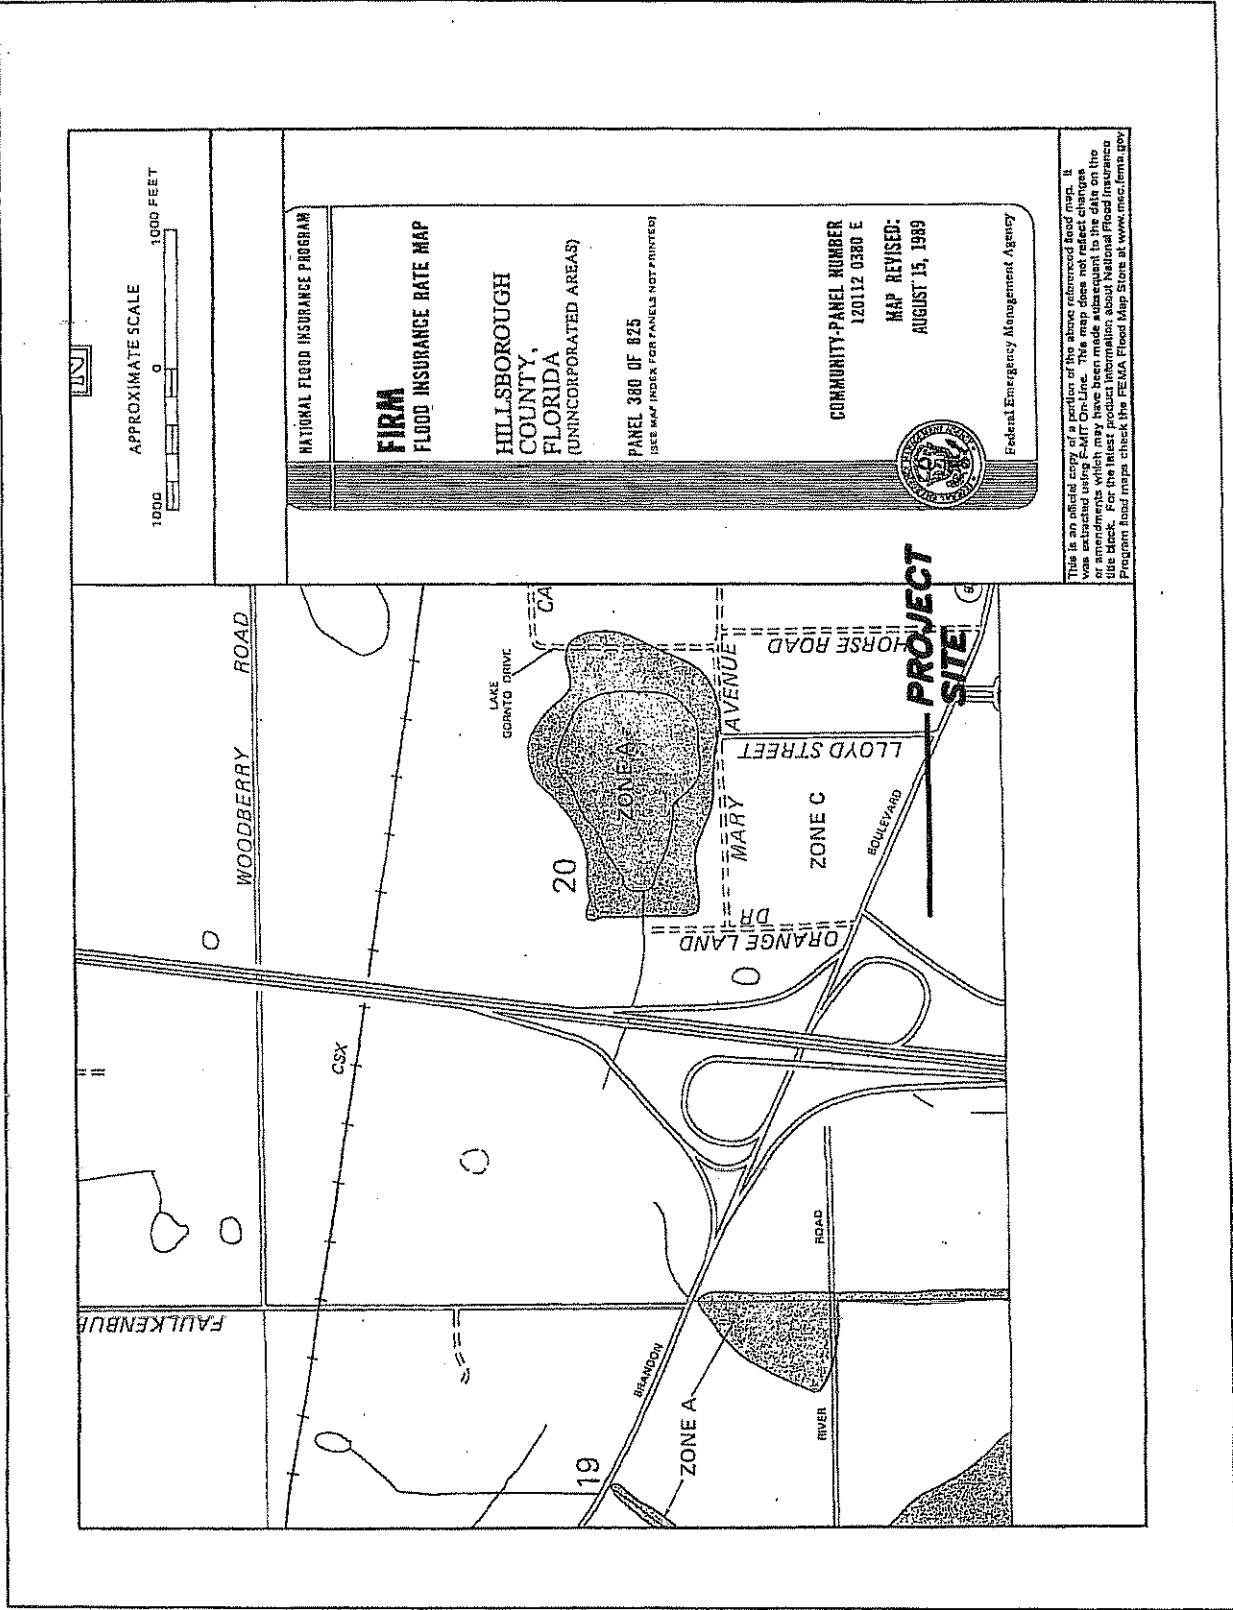 N
APPROXIMATE SCALE
1000
0
1000 FEET
NATIONAL FLOOD INSURANCE PROGRAM
FIRM
FLOOD INSURANCE RATE MAP
HILLSBOROUGH
COUNTY,
FLORIDA
(UNINCORPORATED AREAS)
PANEL 380 OF 825
(SEE MAP INDEX FOR PANELS NOT PRINTED)
COMMUNITY-PANEL NUMBER
120112 0380 E
MAP REVISED:
AUGUST 15, 1989
Federal Emergency Management Agency
This is an official copy of a portion of the above referenced flood map. It
was extracted using F-MIT On-Line. This map does not reflect changes
or amendments which may have been made subsequent to the date on the
title block. For the latest product information about National Flood Insurance
Program flood maps check the FEMA Flood Map Store at www.msc.fema.gov
WOODBERRY ROAD
CSX
FAULKENBU
LAKE
GORNTO DRIVE
CA
20
ZONE A
MARY AVENUE
HORSE ROAD
LLOYD STREET
ZONE C
ORANGE LAND
DR
BRANDON
BOULEVARD
PROJECT
SITE
19
ZONE A
RIVER
ROAD